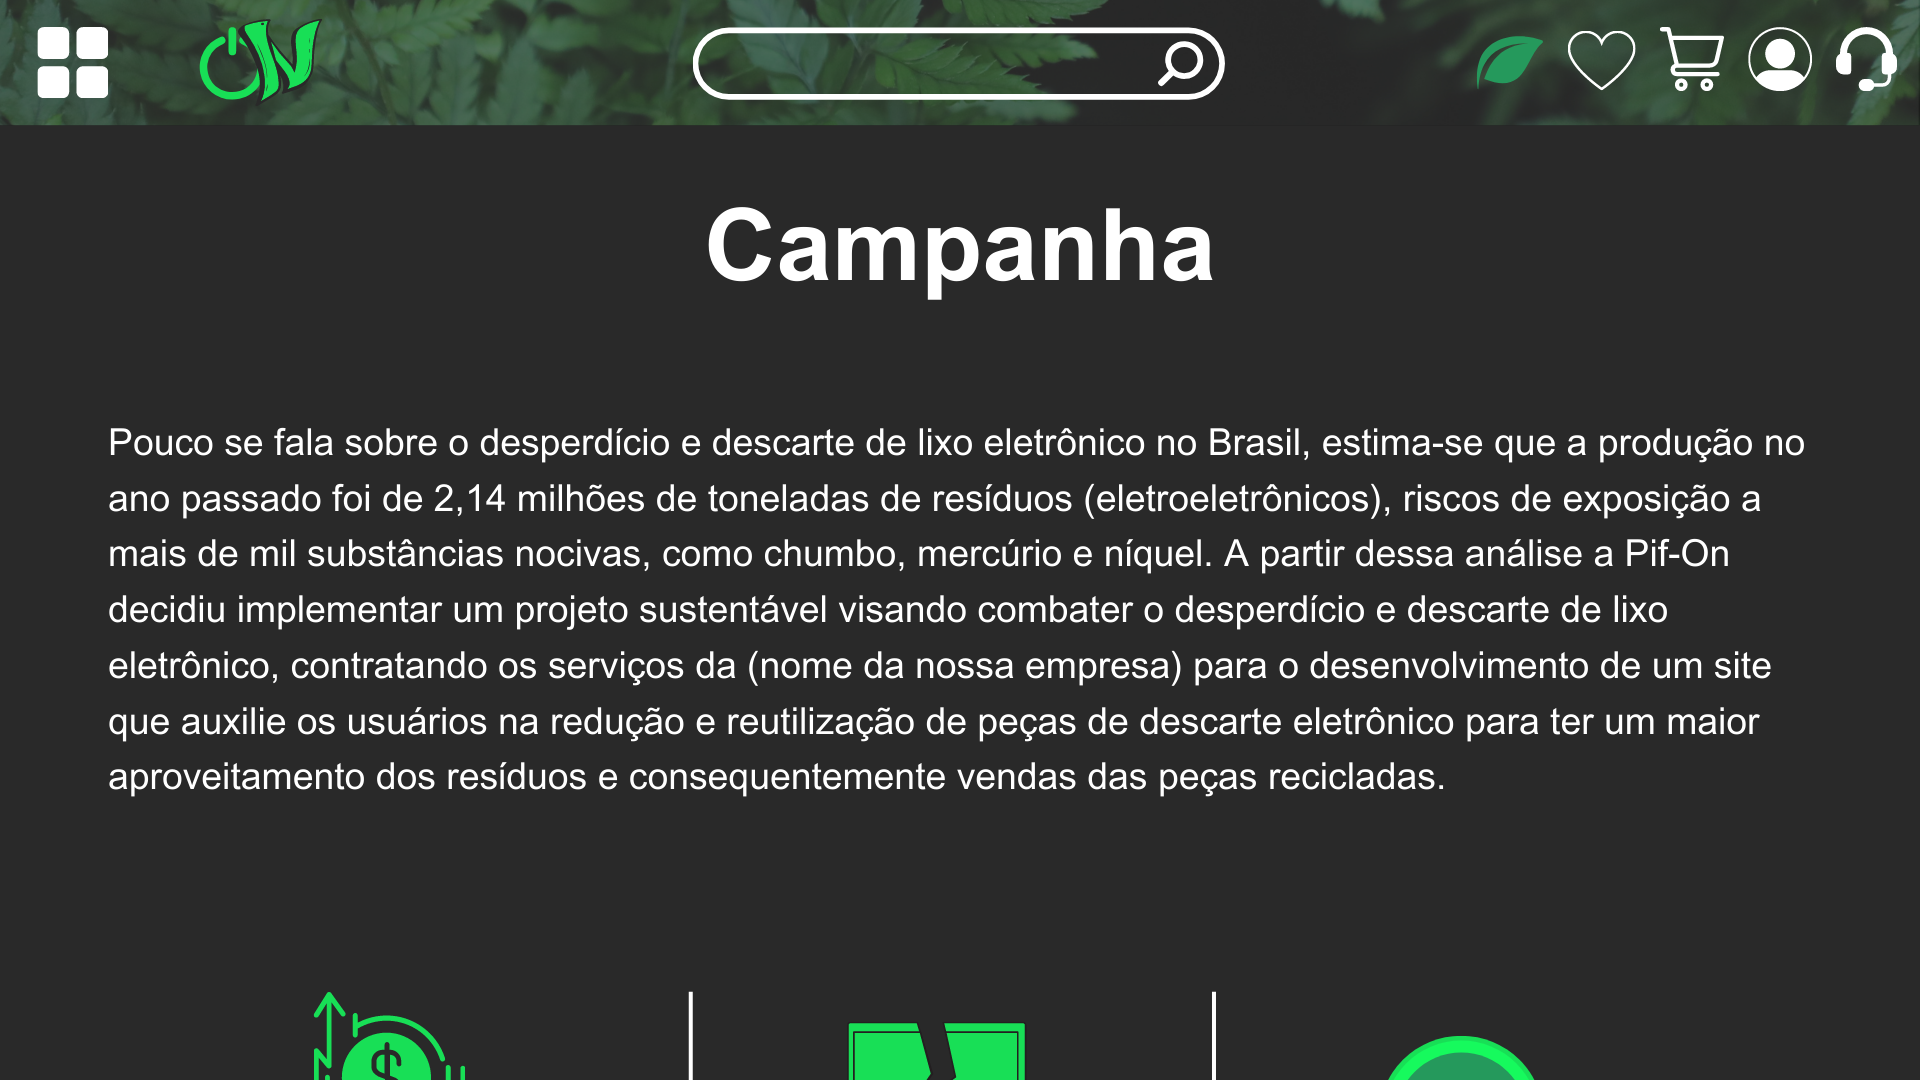 ON
Campanha
Pouco se fala sobre o desperdício e descarte de lixo eletrônico no Brasil, estima-se que a produção no
ano passado foi de 2,14 milhões de toneladas de resíduos (eletroeletrônicos), riscos de exposição a
mais de mil substâncias nocivas, como chumbo, mercúrio e níquel. A partir dessa análise a Pif-On
decidiu implementar um projeto sustentável visando combater o desperdício e descarte de lixo
eletrônico, contratando os serviços da (nome da nossa empresa) para o desenvolvimento de um site
que auxilie os usuários na redução e reutilização de peças de descarte eletrônico para ter um maior
aproveitamento dos resíduos e consequentemente vendas das peças recicladas.
$